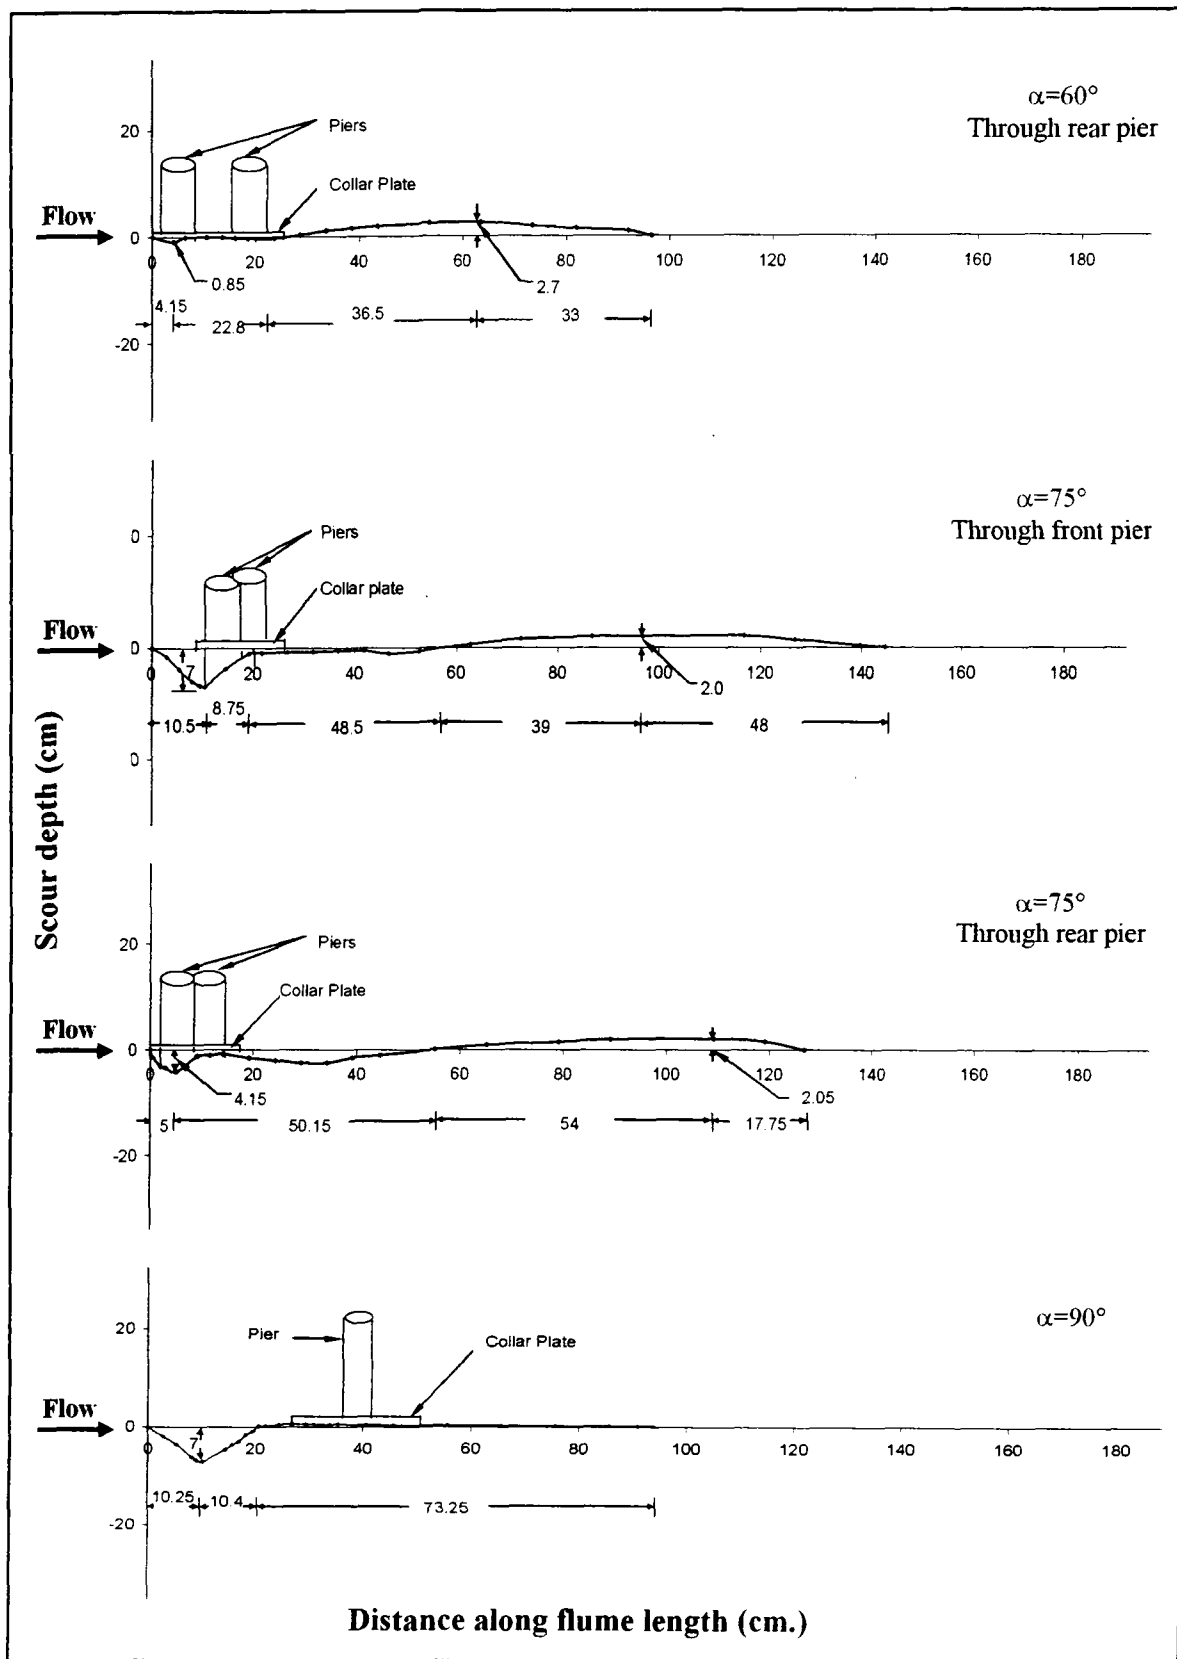 α=60°
Through rear pier
20
Piers
Collar Plate
Flow
0
0 20 40 60 80 100 120 140 160 180
0.85
2.7
4.15
22.8
36.5
33
-20
α=75°
Through front pier
0
Piers
Collar plate
Flow
0
7
0 20 40 60 80 100 120 140 160 180
2.0
8.75
10.5
48.5
39
48
0
Scour depth (cm)
α=75°
Through rear pier
20
Piers
Collar Plate
Flow
0
0 20 40 60 80 100 120 140 160 180
4.15
2.05
5
50.15
54
17.75
-20
α=90°
20
Pier
Collar Plate
Flow
0
7
0 20 40 60 80 100 120 140 160 180
10.25
10.4
73.25
-20
Distance along flume length (cm.)